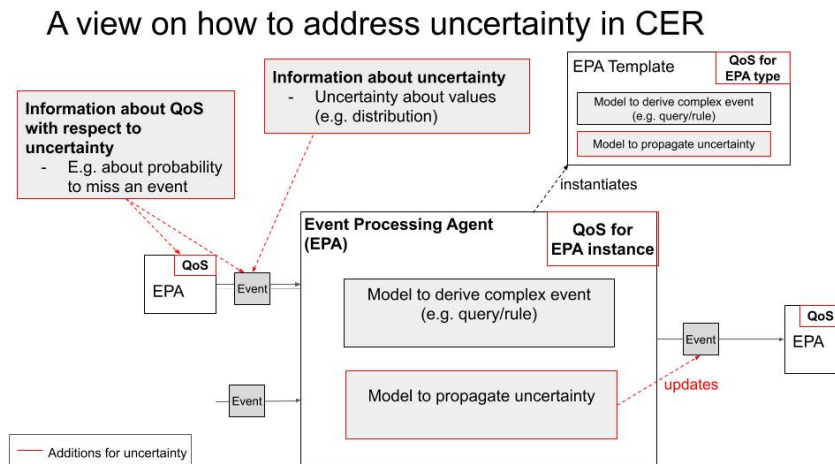 A view on how to address uncertainty in CER
Information about QoS
with respect to
uncertainty
- E.g. about probability
to miss an event
Information about uncertainty
- Uncertainty about values
(e.g. distribution)
EPA Template
QoS for
EPA type
Model to derive complex event
(e.g. query/rule)
Model to propagate uncertainty
instantiates
Event Processing Agent
(EPA)
QoS for
EPA instance
QoS
EPA
Event
Model to derive complex event
(e.g. query/rule)
Event
QoS
EPA
Event
Model to propagate uncertainty
updates
Additions for uncertainty